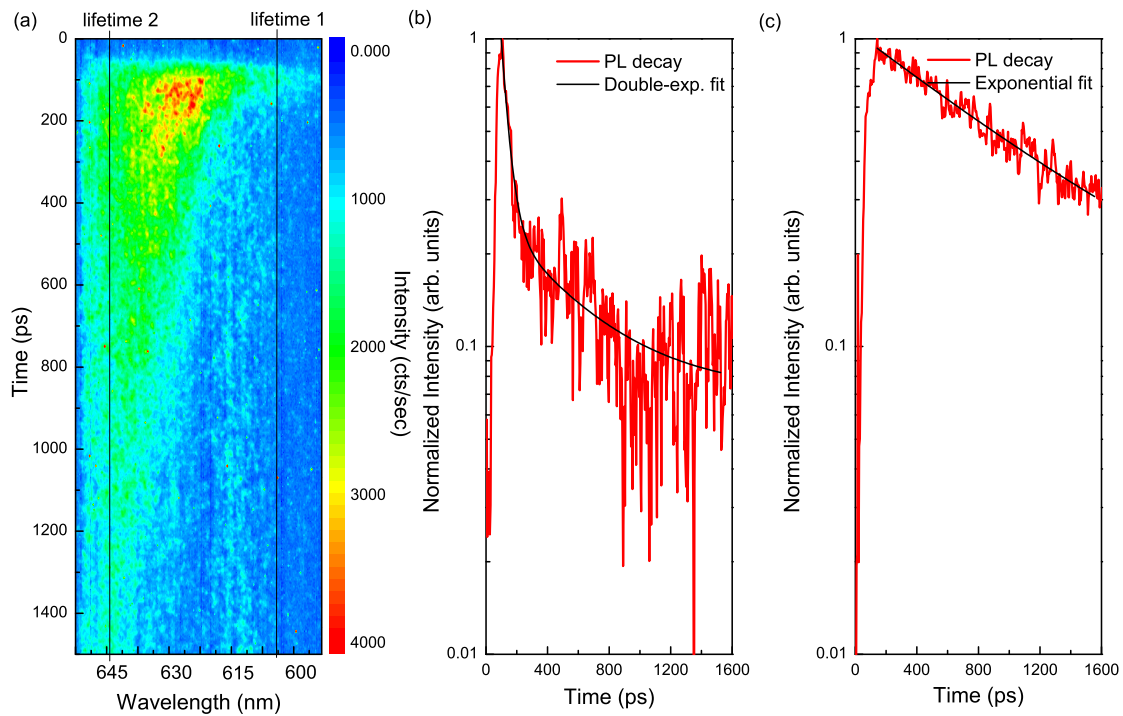 (a)
lifetime 2
lifetime 1
0
200
400
600
800
1000
1200
1400
Time (ps)
645
630
615
600
Wavelength (nm)
0.000
1000
2000
3000
4000
Intensity (cts/sec)
(b)
PL decay
Double-exp. fit
1
0.1
0.01
Normalized Intensity (arb. units)
0
400
800
1200
1600
Time (ps)
(c)
PL decay
Exponential fit
1
0.1
0.01
Normalized Intensity (arb. units)
0
400
800
1200
1600
Time (ps)